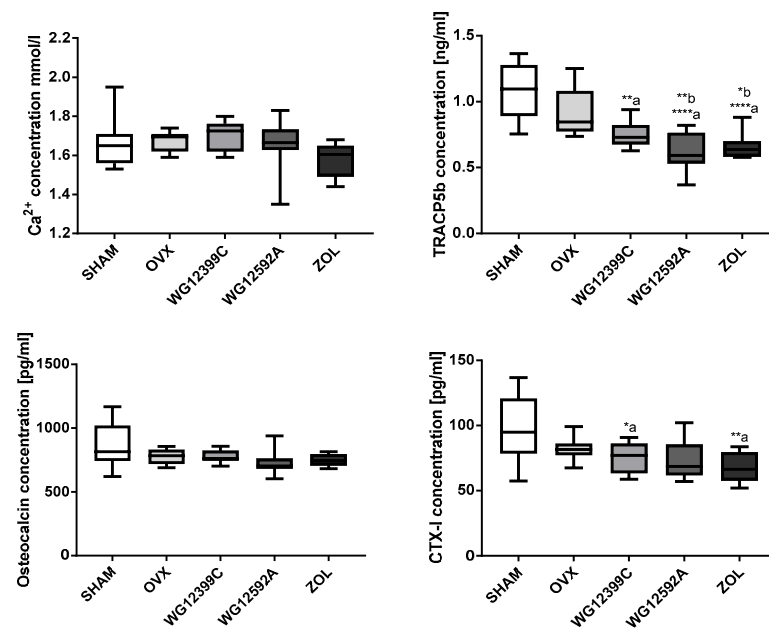 Ca2+ concentration mmol/l
2.2
2.0
1.8
1.6
1.4
1.2
SHAM
OVX
WG12399C
WG12592A
ZOL
TRACP5b concentration [ng/ml]
1.5
1.0
0.5
0.0
**a
**b
****a
*b
****a
SHAM
OVX
WG12399C
WG12592A
ZOL
Osteocalcin concentration [pg/ml]
1500
1000
500
0
SHAM
OVX
WG12399C
WG12592A
ZOL
CTX-I concentration [pg/ml]
150
100
50
0
*a
**a
SHAM
OVX
WG12399C
WG12592A
ZOL